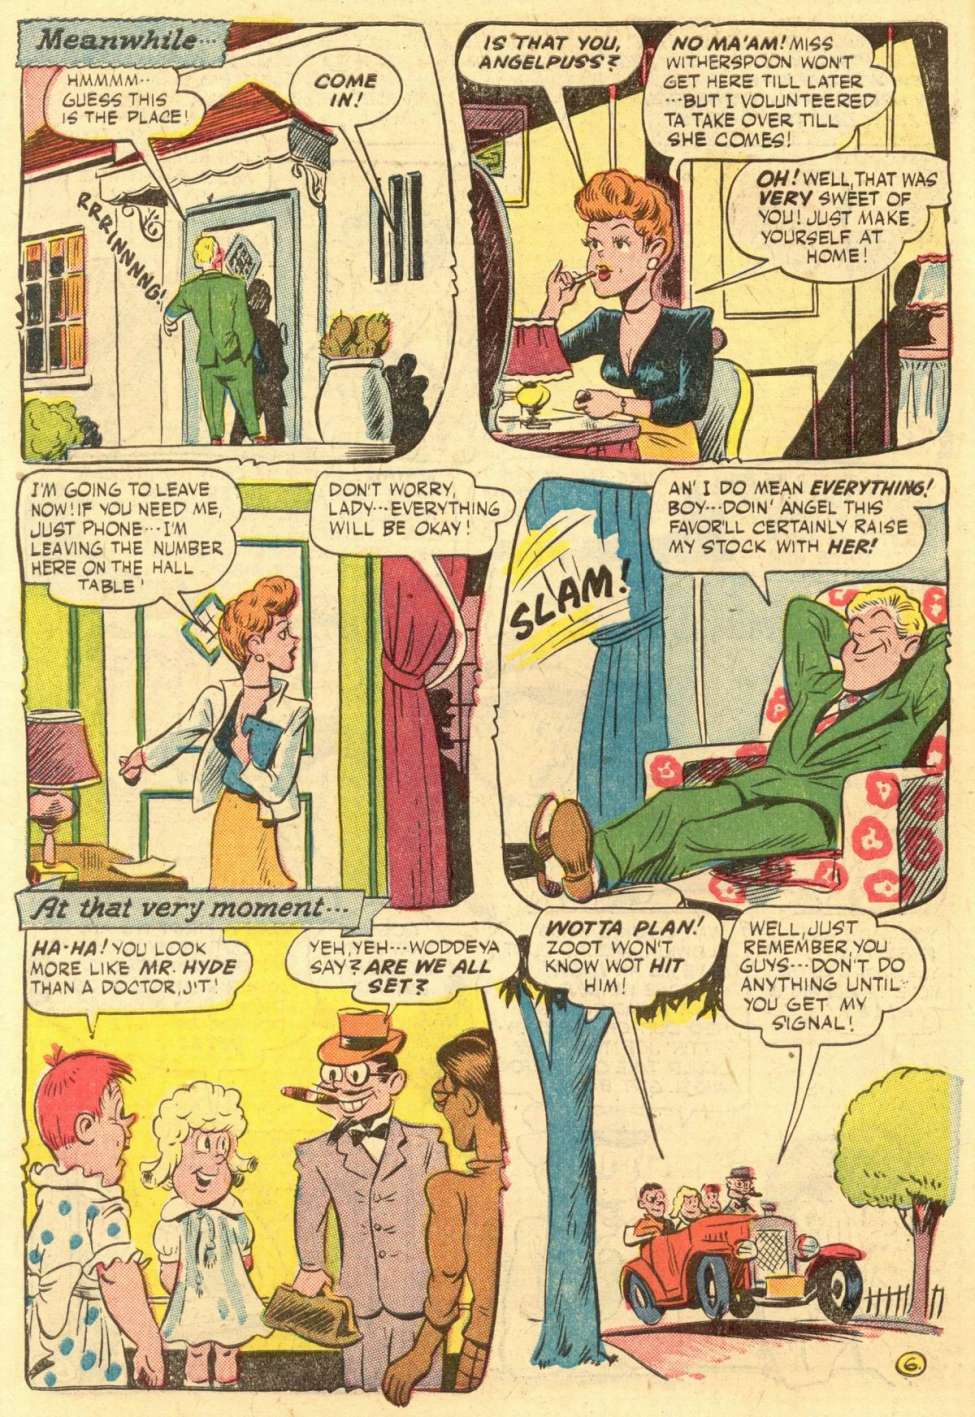 Meanwhile...
HMMMM--
GUESS THIS
IS THE PLACE!
COME
IN!
RRRINNNNNG!
IS THAT YOU,
ANGELPUSS?
NO MA'AM! MISS
WITHERSPOON WON'T
GET HERE TILL LATER
---BUT I VOLUNTEERED
TA TAKE OVER TILL
SHE COMES!
OH! WELL, THAT WAS
VERY SWEET OF
YOU! JUST MAKE
YOURSELF AT
HOME!
I'M GOING TO LEAVE
NOW! IF YOU NEED ME,
JUST PHONE---I'M
LEAVING THE NUMBER
HERE ON THE HALL
TABLE!
DON'T WORRY,
LADY---EVERYTHING
WILL BE OKAY!
SLAM!
AN' I DO MEAN EVERYTHING!
BOY---DOIN' ANGEL THIS
FAVOR'LL CERTAINLY RAISE
MY STOCK WITH HER!
At that very moment...
HA-HA! YOU LOOK
MORE LIKE MR. HYDE
THAN A DOCTOR, J.T!
YEH, YEH---WODDEYA
SAY? ARE WE ALL
SET?
WOTTA PLAN!
ZOOT WON'T
KNOW WOT HIT
HIM!
WELL, JUST
REMEMBER, YOU
GUYS---DON'T DO
ANYTHING UNTIL
YOU GET MY
SIGNAL!
6